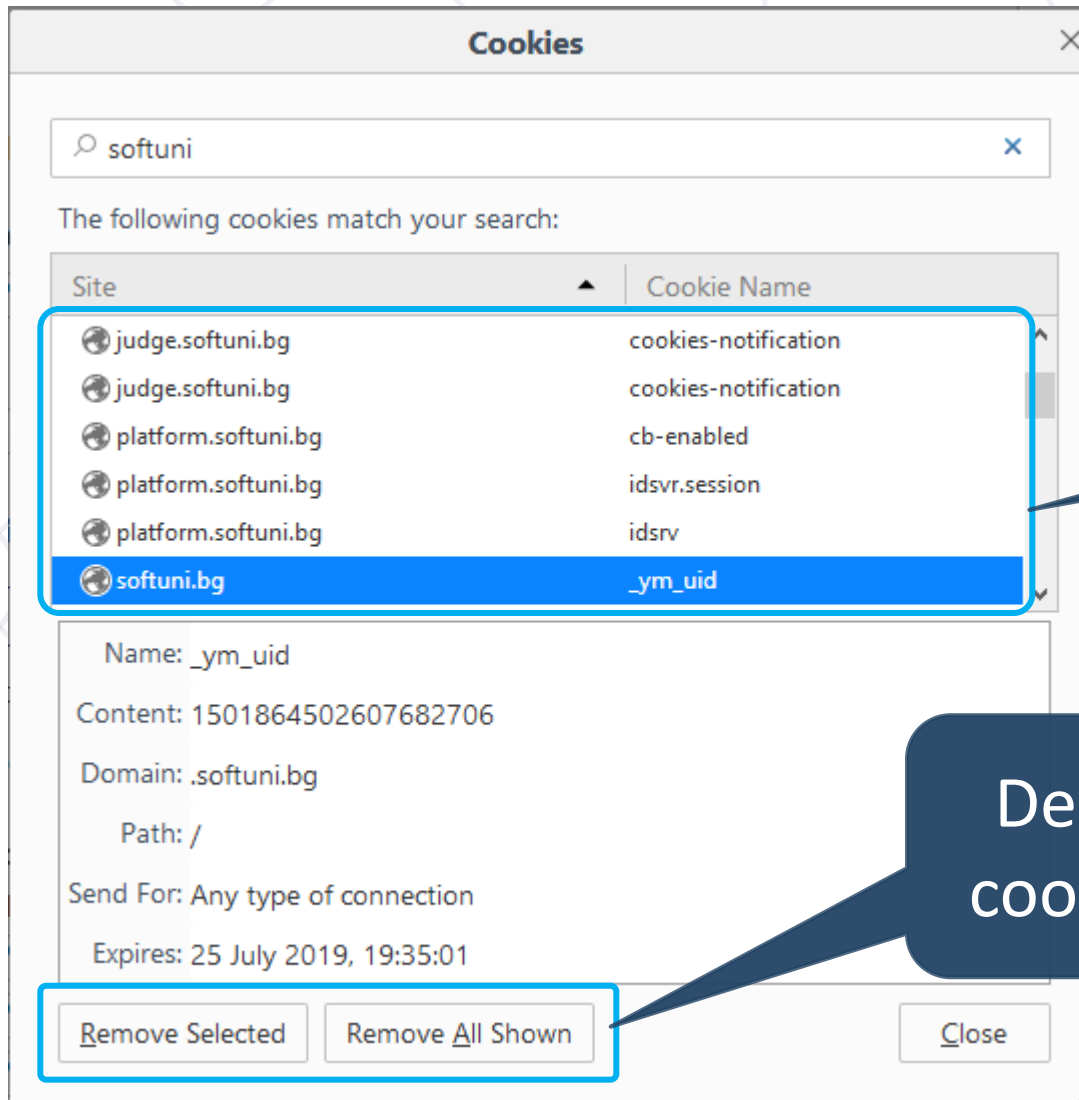 Cookies
softuni
The following cookies match your search:
Site Cookie Name
judge.softuni.bg cookies-notification
judge.softuni.bg cookies-notification
platform.softuni.bg cb-enabled
platform.softuni.bg idsvr.session
platform.softuni.bg idsrv
softuni.bg _ym_uid
Name: _ym_uid
Content: 1501864502607682706
Domain: .softuni.bg
Path: /
Send For: Any type of connection
Expires: 25 July 2019, 19:35:01
De
coo
Remove Selected Remove All Shown Close